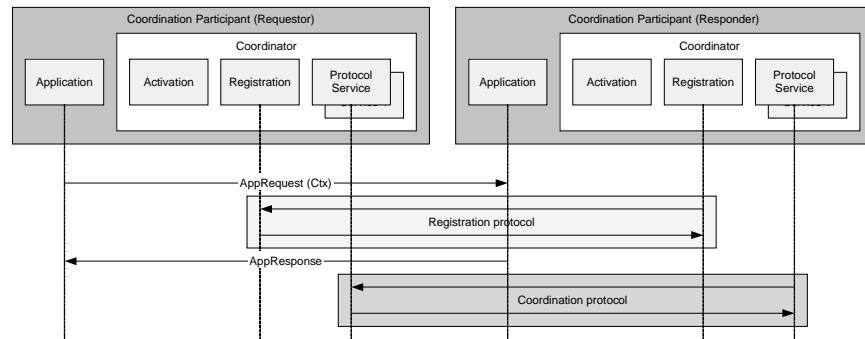 Coordination Participant (Requestor)
Coordination Participant (Responder)
Coordinator
Coordinator
Application
Activation
Registration
Protocol
Service
Application
Activation
Registration
Protocol
Service
AppRequest (Ctx)
Registration protocol
AppResponse
Coordination protocol